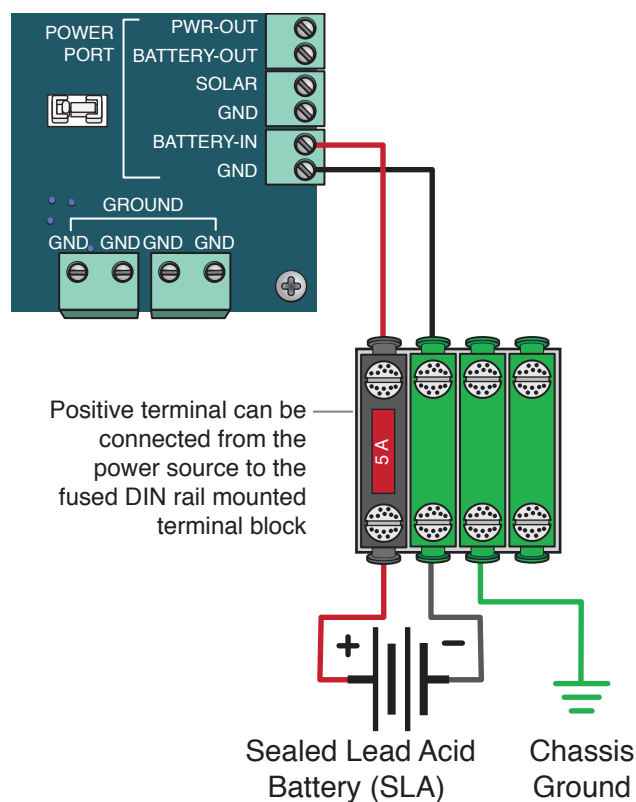 POWER
PORT
PWR-OUT
BATTERY-OUT
SOLAR
GND
BATTERY-IN
GND
GROUND
GND GND GND GND
5 A
Positive terminal can be
connected from the
power source to the
fused DIN rail mounted
terminal block
+ −
Sealed Lead Acid
Battery (SLA)
Chassis
Ground